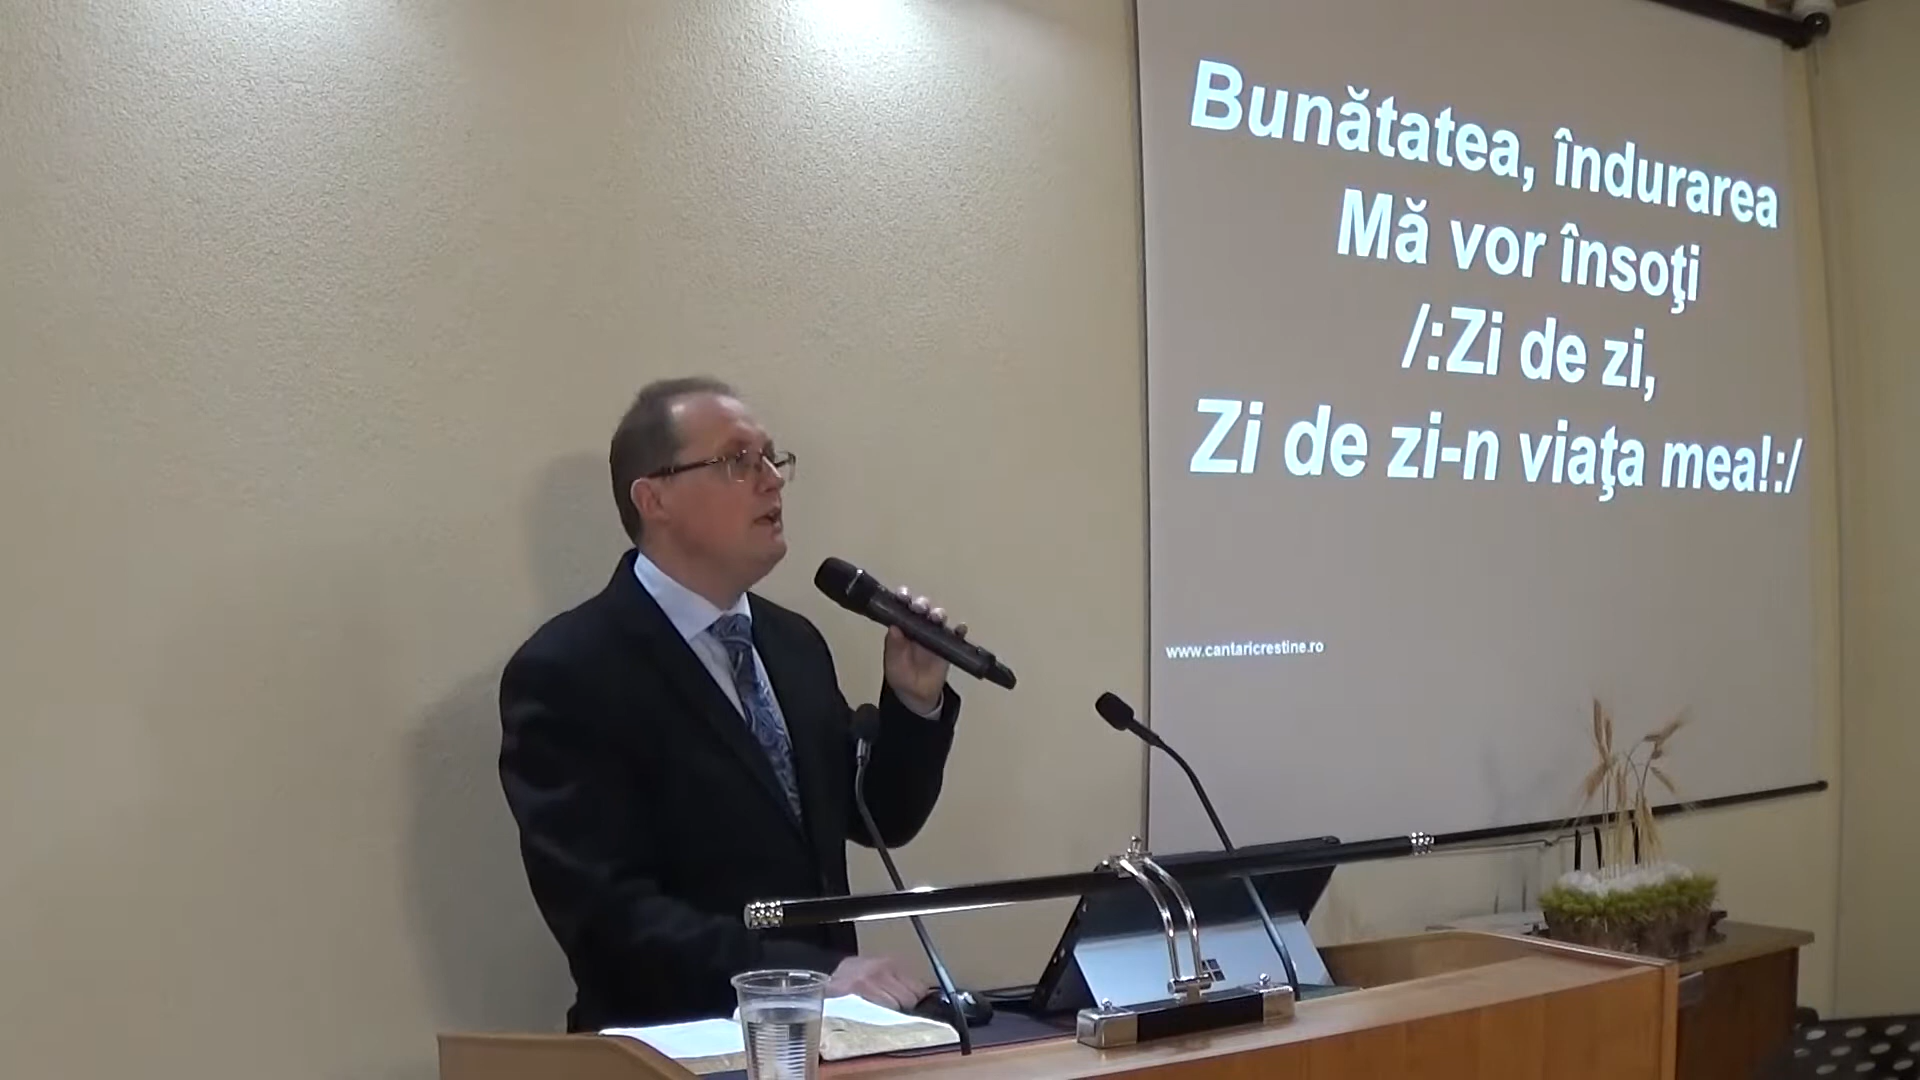 Bunătatea, îndurarea
Mă vor însoţi
/:Zi de zi,
Zi de zi-n viaţa mea!:/
www.cantaricrestine.ro